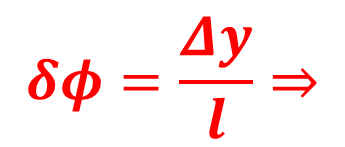 δϕ = Δy / l ⇒